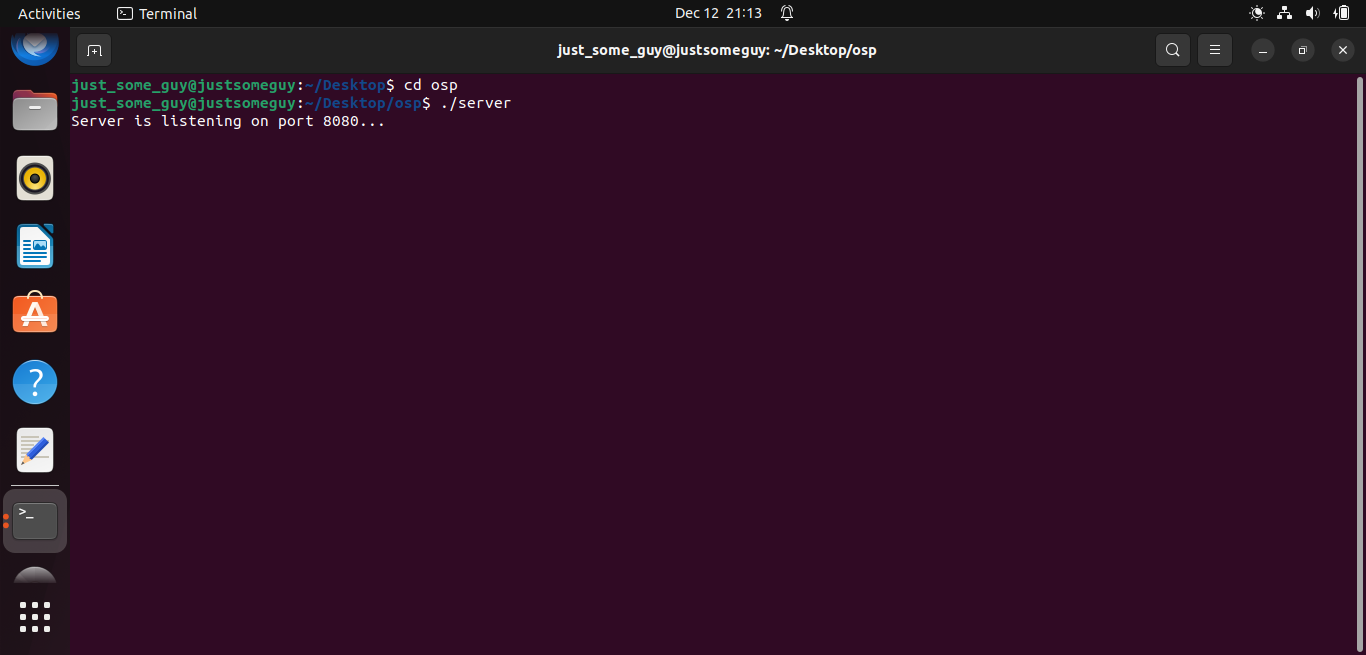 Activities Terminal Dec 12 21:13
just_some_guy@justsomeguy: ~/Desktop/osp
just_some_guy@justsomeguy:~/Desktop$ cd osp
just_some_guy@justsomeguy:~/Desktop/osp$ ./server
Server is listening on port 8080...